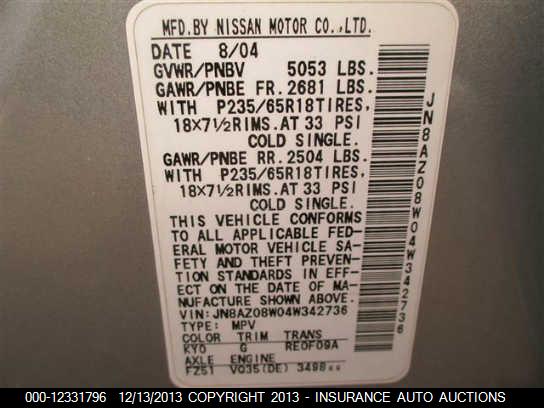 MFD.BY NISSAN MOTOR CO.,LTD.
DATE 8/04
GVWR/PNBV 5053 LBS.
GAWR/PNBE FR. 2681 LBS.
WITH P235/65R18TIRES,
18X7½RIMS.AT 33 PSI
COLD SINGLE.
GAWR/PNBE RR. 2504 LBS.
WITH P235/65R18TIRES,
18X7½RIMS.AT 33 PSI
COLD SINGLE.
THIS VEHICLE CONFORMS
TO ALL APPLICABLE FED-
ERAL MOTOR VEHICLE SA-
FETY AND THEFT PREVEN-
TION STANDARDS IN EFF-
ECT ON THE DATE OF MA-
NUFACTURE SHOWN ABOVE.
VIN: JN8AZ08W04W342736
TYPE: MPV
COLOR TRIM TRANS
KY0 G RE0F09A
AXLE ENGINE
FZ51 VQ35(DE) 3498
JN8AZ08W04W342736
000-12331796 12/13/2013 COPYRIGHT 2013 - INSURANCE AUTO AUCTIONS